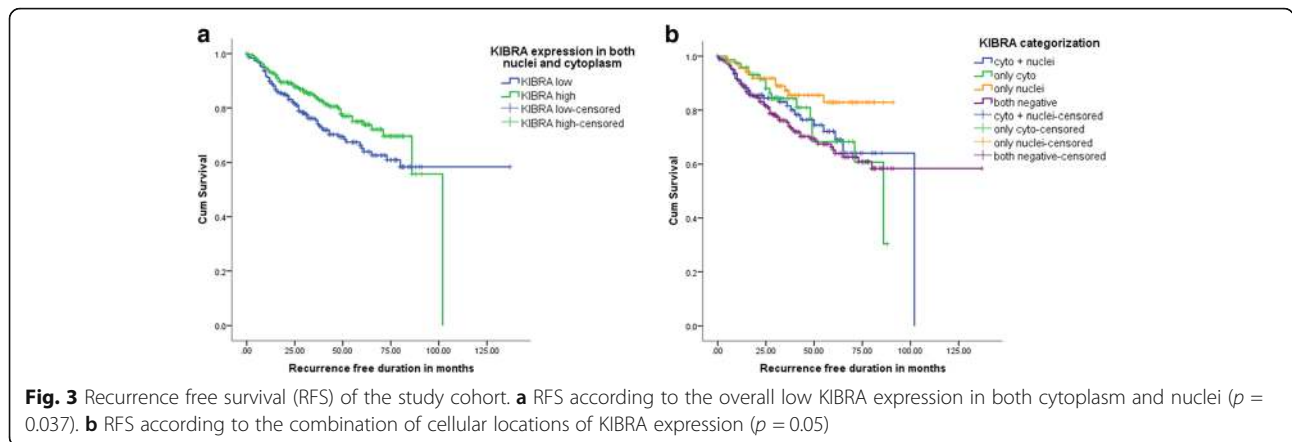 a
KIBRA expression in both
nuclei and cytoplasm
KIBRA low
KIBRA high
KIBRA low-censored
KIBRA high-censored
Cum Survival
1.0
0.8
0.6
0.4
0.2
0.0
.00
25.00
50.00
75.00
100.00
125.00
Recurrence free duration in months
b
KIBRA categorization
cyto + nuclei
only cyto
only nuclei
both negative
cyto + nuclei-censored
only cyto-censored
only nuclei-censored
both negative-censored
Cum Survival
1.0
0.8
0.6
0.4
0.2
0.0
.00
25.00
50.00
75.00
100.00
125.00
Recurrence free duration in months
Fig. 3 Recurrence free survival (RFS) of the study cohort. a RFS according to the overall low KIBRA expression in both cytoplasm and nuclei (p =
0.037). b RFS according to the combination of cellular locations of KIBRA expression (p = 0.05)